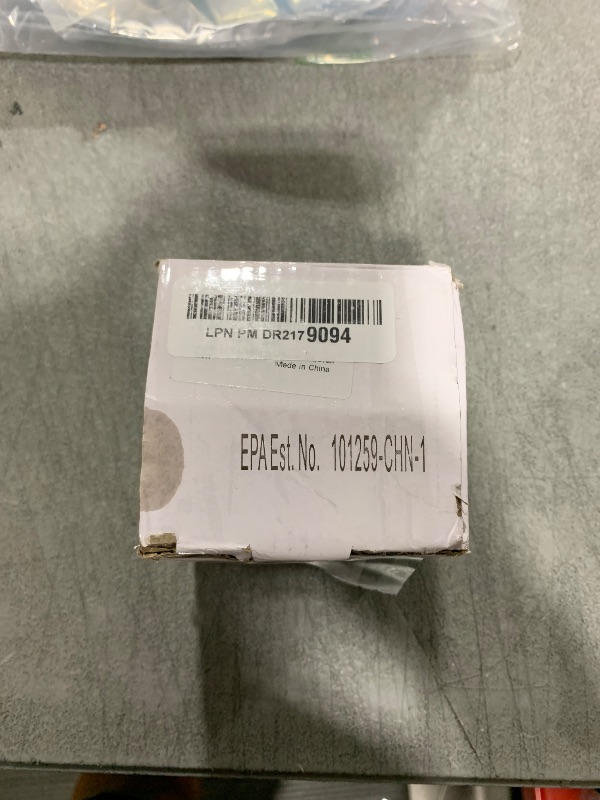 LPN PM DR2179094
Made in China
EPA Est. No. 101259-CHN-1